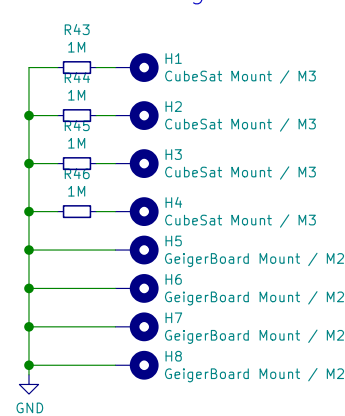 R43
1M
H1
CubeSat Mount / M3
R44
1M
H2
CubeSat Mount / M3
R45
1M
H3
CubeSat Mount / M3
R46
1M
H4
CubeSat Mount / M3
H5
GeigerBoard Mount / M2
H6
GeigerBoard Mount / M2
H7
GeigerBoard Mount / M2
H8
GeigerBoard Mount / M2
GND